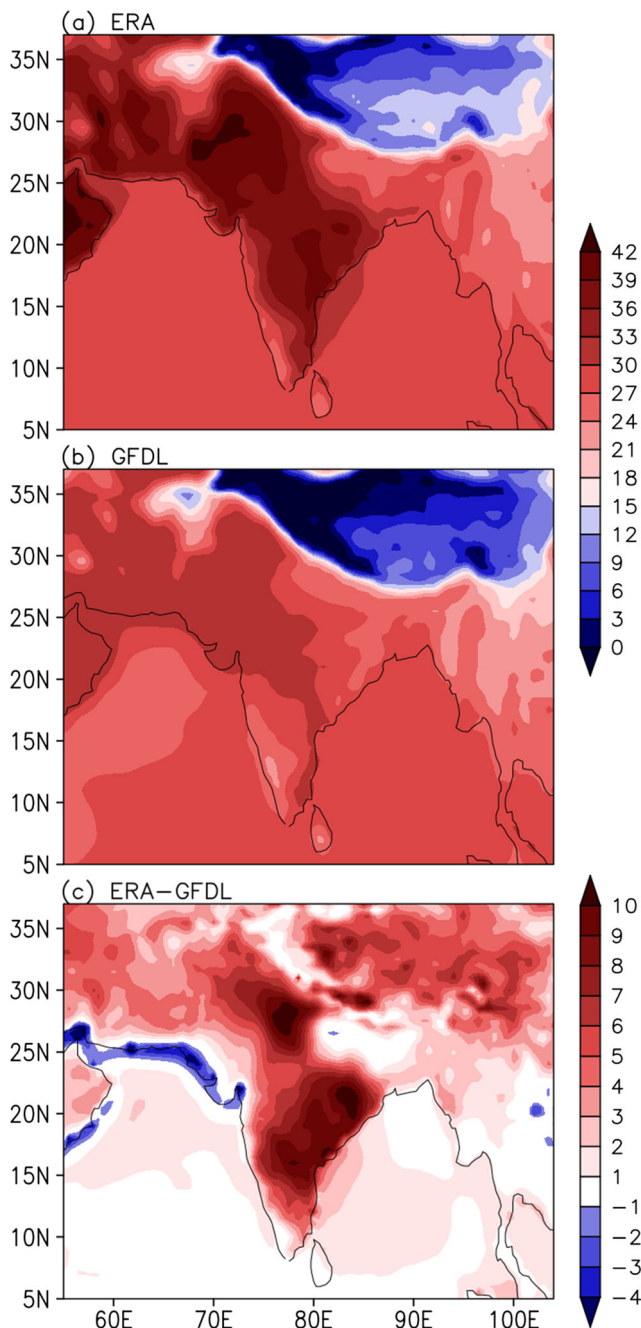 (a) ERA
35N
30N
25N
20N
15N
10N
5N
42
39
36
33
30
27
24
21
18
15
12
9
6
3
0
(b) GFDL
35N
30N
25N
20N
15N
10N
5N
(c) ERA–GFDL
35N
30N
25N
20N
15N
10N
5N
60E 70E 80E 90E 100E
10
9
8
7
6
5
4
3
2
1
-1
-2
-3
-4